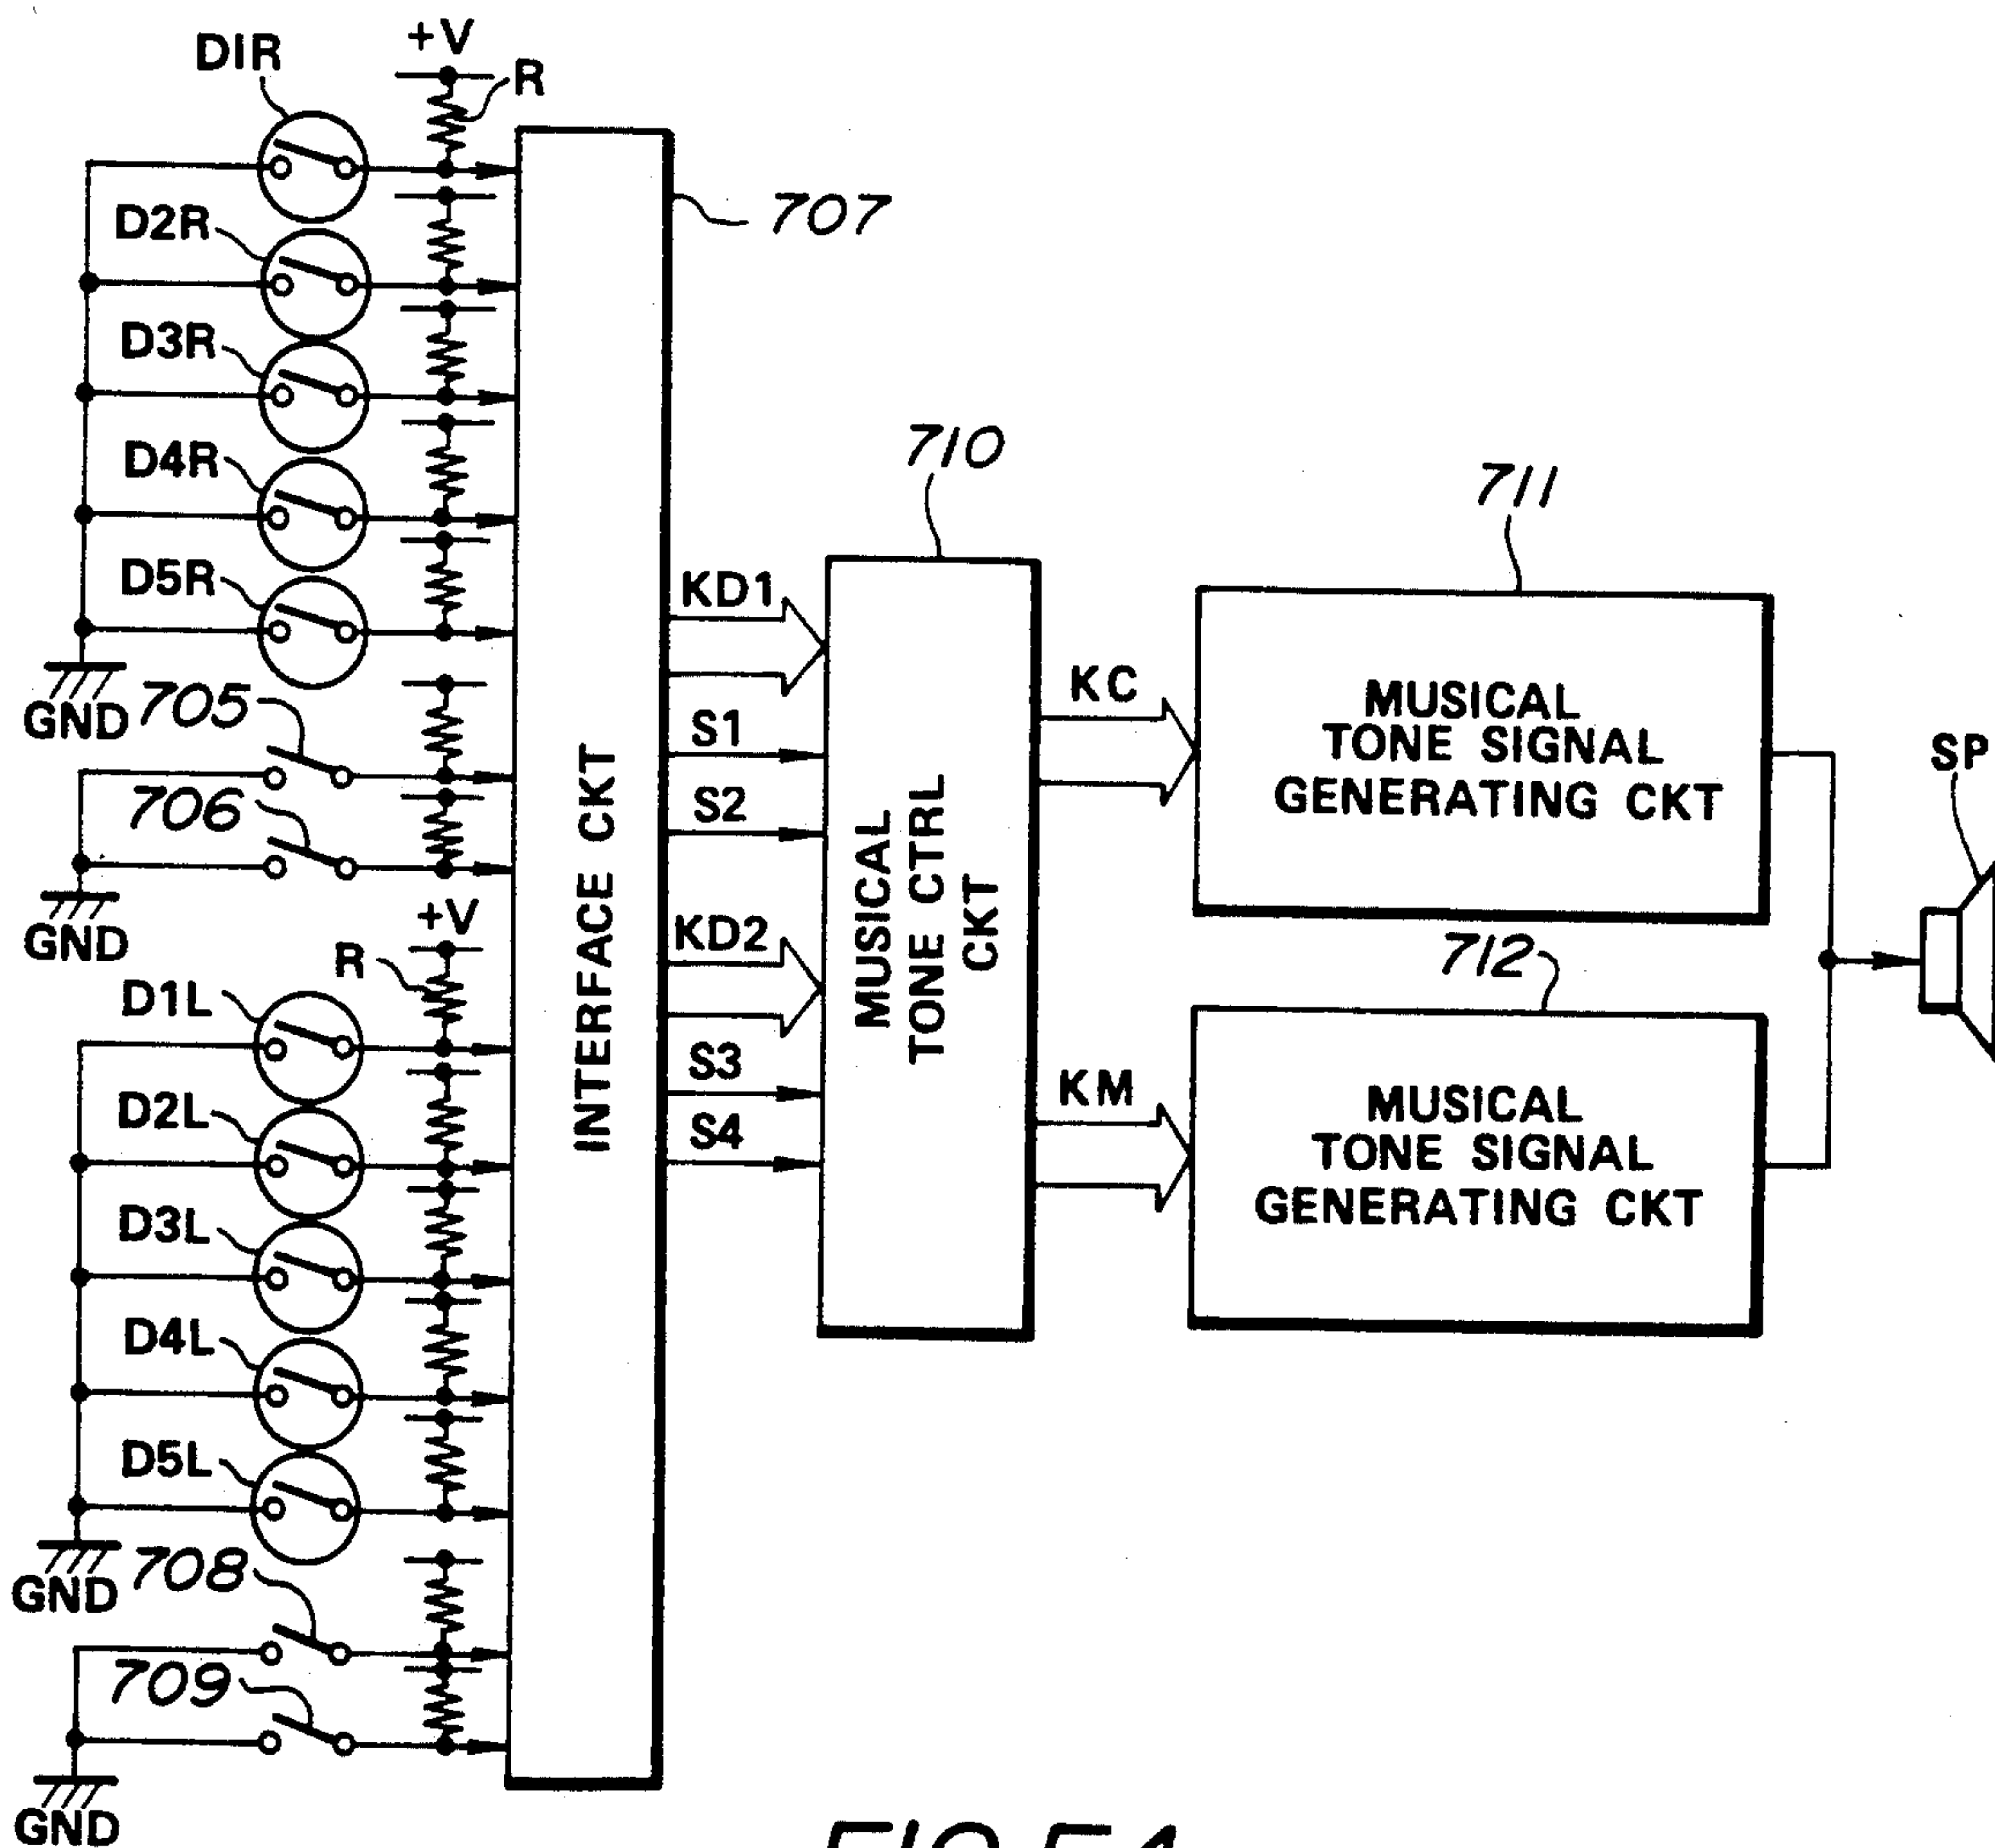 DIR
+V
R
D2R
D3R
D4R
D5R
GND
705
706
GND
+V
R
D1L
D2L
D3L
D4L
D5L
GND
708
709
GND
707
INTERFACE CKT
KD1
S1
S2
KD2
S3
S4
710
MUSICAL
TONE CTRL
CKT
KC
KM
711
MUSICAL
TONE SIGNAL
GENERATING CKT
712
MUSICAL
TONE SIGNAL
GENERATING CKT
SP